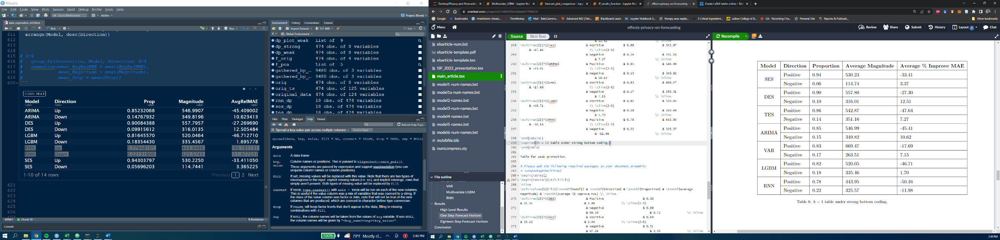 RStudio
File Edit Code View Plots Session Build Debug Profile Tools Help
Go to file/function
Addins
Project: (None)
data_exploration_m3.Rmd
Knit
Run
611 arrange(Model, desc(Direction))
612
613
614
615 # %>%
616 # group_by(Protection, Model, Direction) %>%
617 # summarise(mean_AvgRelMAE = mean(AvgRelMAE),
618 # mean_Magnitude = mean(Magnitude),
619 # mean_Prop = mean(Prop))
620 ```
A tibble: 14 x 5
Model Direction Prop Magnitude AvgRelMAE
<chr> <chr> <dbl> <dbl> <dbl>
ARIMA Up 0.85232068 546.9907 -45.409002
ARIMA Down 0.14767932 349.8196 10.623413
DES Up 0.90084388 557.7957 -27.269690
DES Down 0.09915612 316.0135 12.505484
LGBM Up 0.81645570 520.0464 -46.712710
LGBM Down 0.18354430 335.4567 1.695778
RNN Up 0.77848101 443.9486 -50.161131
RNN Down 0.22151899 325.5745 -11.977251
SES Up 0.94303797 530.2250 -33.411050
SES Down 0.05696203 114.7441 3.365225
1-10 of 14 rows Previous 1 2 Next
621
622
623
624
625
626
609:67 Chunk 50 R Markdown
Console
Environment History Connections Tutorial
Import Dataset 311 MiB List
R Global Environment
dp_plot_weak List of 9
dp_strong 474 obs. of 8 variables
dp_weak 474 obs. of 8 variables
f_orig 474 obs. of 4 variables
f_pca List of 5
gathered_bp_... 9480 obs. of 3 variables
gathered_bp_... 9480 obs. of 3 variables
orig 474 obs. of 8 variables
orig_ts 474 obs. of 125 variables
original_data 474 obs. of 124 variables
rnn_dp 18 obs. of 474 variables
ses_dp 18 obs. of 474 variables
tes_dp 18 obs. of 474 variables
Files Plots Packages Help Viewer
Refresh Help Topic
R: Spread a key-value pair across multiple columns Find in Topic
spread(data, key, value, fill = NA, convert = FALSE, drop = TRUE, sep = NULL)
Arguments
data A data frame.
key, value Column names or positions. This is passed to tidyselect::vars_pull().
These arguments are passed by expression and support quasiquotation (you can
unquote column names or column positions).
fill If set, missing values will be replaced with this value. Note that there are two types of
missingness in the input: explicit missing values (i.e. NA), and implicit missings, rows that
simply aren't present. Both types of missing value will be replaced by fill.
convert If TRUE, type.convert() with asis = TRUE will be run on each of the new columns.
This is useful if the value column was a mix of variables that was coerced to a string. If
the class of the value column was factor or date, note that will not be true of the new
columns that are produced, which are coerced to character before type conversion.
drop If FALSE, will keep factor levels that don't appear in the data, filling in missing
combinations with fill.
sep If NULL, the column names will be taken from the values of key variable. If non-NULL,
the column names will be given by "<key_name><sep><key_value>".
100% 79°F Mostly cl... 1 2:40 PM
Desktop/Privacy-and-Forecasting Multivariate_LGBM - Jupyter Not forecast_plot_comparison - Jupyt JF_results_function - Jupyter No effects-privacy-on-forecasting - Create LaTeX tables online – Tab
overleaf.com/project/627b00428b4ddbeb97f9b676
Google Bookmarks rmarkdown-cheats... Throttlestop Mail - Bale,Camero... Advanced MD | Pati... Blackboard Learn Jupyter Notebook S... Numpy axes explai... 5 Critical Ingredient... LeBow College of B... Git - Recording Cha... Personal Site Reports & Publicati... Other bookmarks
Menu effects-privacy-on-forecasting Review Share Submit History Layout Chat
elsarticle-num.bst
elsarticle-template.pdf
elsarticle-template.tex
ISF_2022_presentation.tex
main_article.tex
model1-num-names.bst
model1a-num-names.bst
model2-names.bst
model3-num-names.bst
model4-names.bst
model5-names.bst
model6-num-names.bst
mybibfile.bib
numcompress.sty
File outline
VAR
Multivariate LGBM
RNN
Results
High Level Results
One Step Forecast Horizon
Eighteen Step Forecast Horizon
Conclusion
Source Rich Text Ω
& 12.51 \\ \hline
248 \multirow{2}{*}{TES} & Positive & 0.86 & 542.87
& -47.64 \\ \cline{2-5}
249 & Negative & 0.14 & 351.16
& 7.27 \\ \hline
250 \multirow{2}{*}{ARIMA} & Positive & 0.85 & 546.99
& -45.41 \\ \cline{2-5}
251 & Negative & 0.15 & 349.82
& 10.62 \\ \hline
252 \multirow{2}{*}{VAR} & Positive & 0.83 & 669.47
& -17.69 \\ \cline{2-5}
253 & Negative & 0.17 & 263.51
& 7.15 \\ \hline
254 \multirow{2}{*}{LGBM} & Positive & 0.82 & 520.05
& -46.71 \\ \cline{2-5}
255 & Negative & 0.18 & 335.46
& 1.70 \\ \hline
256 \multirow{2}{*}{RNN} & Positive & 0.78 & 443.95
& -50.16 \\ \cline{2-5}
257 & Negative & 0.22 & 325.57
& -11.98 \\ \hline
258 \end{tabular}
259 \caption{$h = 1$ table under strong bottom coding.}
260 \end{table}
261
262 Table for weak protection.
263
264 % Please add the following required packages to your document preamble:
265 % \usepackage{multirow}
266 \begin{table}[]
267 \begin{tabular}{|c|l|l|l|l|}
268 \hline
269 \multicolumn{1}{|l|}{\textbf{Model}} & \textbf{Direction} & \textbf{Proportion} & \textbf{Average
Magnitude} & \textbf{Average \% Improve MAE} \\ \hline
270 \multirow{2}{*}{SES} & Positive & 0.30
& 21.51 & 2.90 \\ \cline{2-5}
271 & Negative & 0.69
& 66.39 & 0.72 \\ \hline
272 \multirow{2}{*}{DES} & Positive & 0.49
& 35.12 & 2.44 \\ \cline{2-5}
273 & Negative & 0.51
& 97.24 & 2.55 \\ \hline
Recompile
Model Direction Proportion Average Magnitude Average % Improve MAE
SES Positive 0.94 530.23 -33.41
Negative 0.06 114.74 3.37
DES Positive 0.90 557.80 -27.30
Negative 0.10 316.01 12.51
TES Positive 0.86 542.87 -47.64
Negative 0.14 351.16 7.27
ARIMA Positive 0.85 546.99 -45.41
Negative 0.15 349.82 10.62
VAR Positive 0.83 669.47 -17.69
Negative 0.17 263.51 7.15
LGBM Positive 0.82 520.05 -46.71
Negative 0.18 335.46 1.70
RNN Positive 0.78 443.95 -50.16
Negative 0.22 325.57 -11.98
Table 6: h = 1 table under strong bottom coding.
2:40 PM